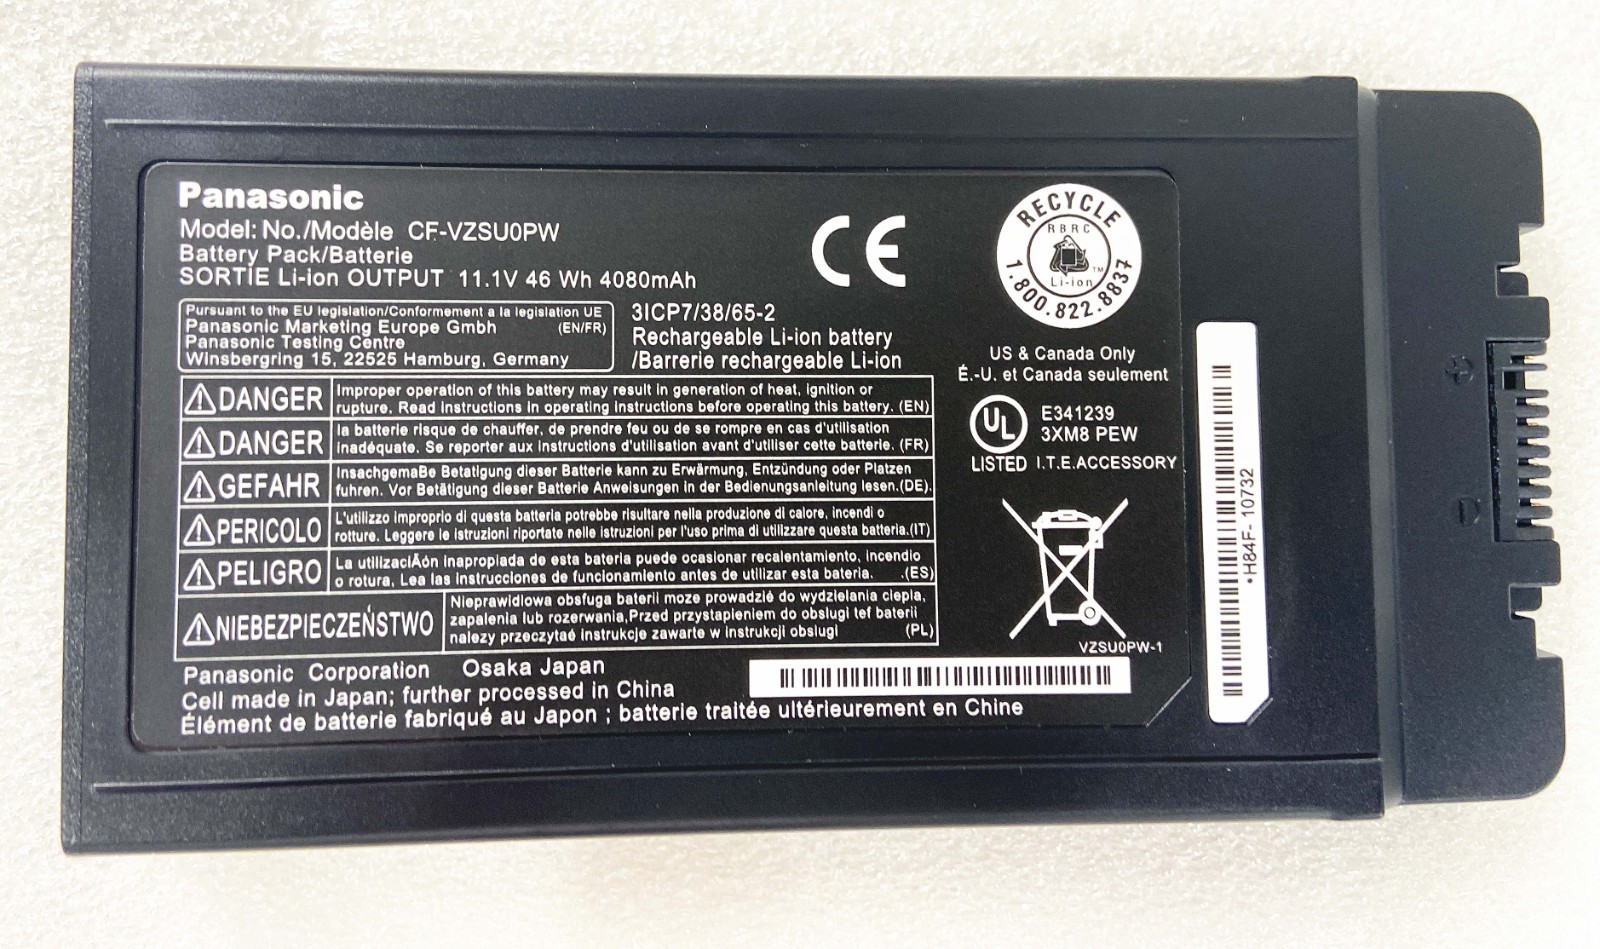 Panasonic
Model: No./Modèle CF-VZSU0PW
Battery Pack/Batterie
SORTIE Li-ion OUTPUT 11.1V 46 Wh 4080mAh
Pursuant to the EU legislation/Conformement a la legislation UE
Panasonic Marketing Europe Gmbh (EN/FR)
Panasonic Testing Centre
Winsbergring 15, 22525 Hamburg, Germany
3ICP7/38/65-2
Rechargeable Li-ion battery
/Barrerie rechargeable Li-ion
CE
RECYCLE
RBRC
TM
Li-ion
1.800.822.8837
US & Canada Only
É.-U. et Canada seulement
UL
E341239
3XM8 PEW
LISTED I.T.E.ACCESSORY
DANGER
Improper operation of this battery may result in generation of heat, ignition or
rupture. Read instructions in operating instructions before operating this battery. (EN)
DANGER
la batterie risque de chauffer, de prendre feu ou de se rompre en cas d'utilisation
inadéquate. Se reporter aux instructions d'utilisation avant d'utiliser cette batterie. (FR)
GEFAHR
InsachgemaBe Betatigung dieser Batterie kann zu Erwärmung, Entzündung oder Platzen
fuhren. Vor Betätigung dieser Batterie Anweisungen in der Bedienungsanleitung lesen.(DE).
PERICOLO
L'utilizzo improprio di questa batteria potrebbe risultare nella produzione di calore, incendi o
rotture. Leggere le istruzioni riportate nelle istruzioni per l'uso prima di utilizzare questa batteria.(IT)
PELIGRO
La utilizaciÃón inapropiada de esta bateria puede ocasionar recalentamiento, incendio
o rotura, Lea las instrucciones de funcionamiento antes de utilizar esta bateria. .(ES)
NIEBEZPIECZEŃSTWO
Nieprawidlowa obsfuga baterii moze prowadzié do wydzielania ciepla,
zapalenia lub rozerwania,Przed przystapieniem do obslugi tef baterii
nalezy przeczytaé instrukcje zawarte w instrukcji obslugi (PL)
VZSU0PW-1
Panasonic Corporation Osaka Japan
Cell made in Japan; further processed in China
Élément de batterie fabriqué au Japon ; batterie traitée ultérieurement en Chine
•H84F- 10732
+
-